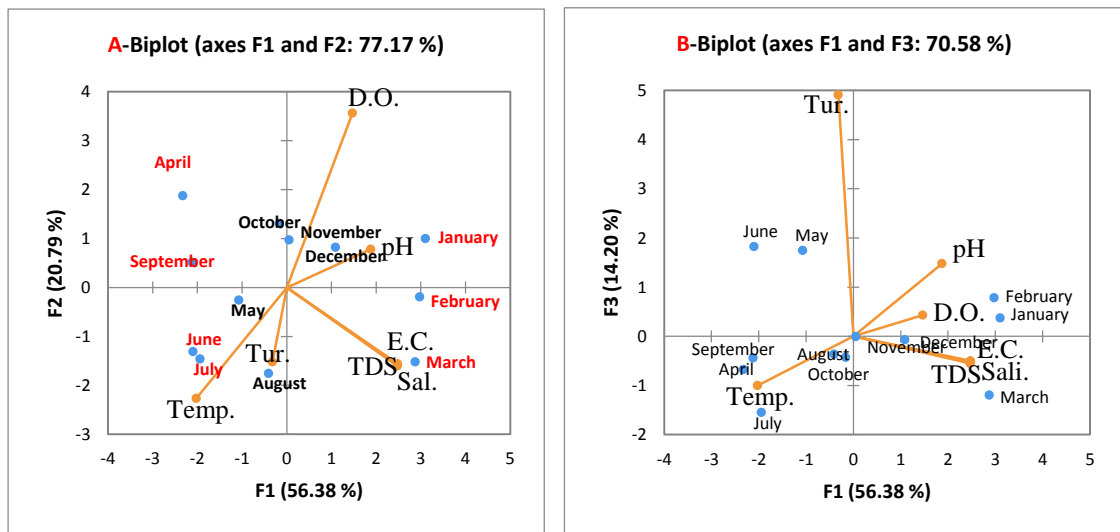 A-Biplot (axes F1 and F2: 77.17 %)
D.O.
April
October
November
December
pH
January
September
February
May
June
July
Tur.
August
TDS
E.C.
Sal.
March
Temp.
4
3
2
1
0
-1
-2
-3
-4 -3 -2 -1 0 1 2 3 4 5
F2 (20.79 %)
F1 (56.38 %)
B-Biplot (axes F1 and F3: 70.58 %)
Tur.
June
May
pH
February
D.O.
January
September
August
November
December
E.C.
April
October
TDS
Sali.
Temp.
March
July
5
4
3
2
1
0
-1
-2
-4 -3 -2 -1 0 1 2 3 4 5
F3 (14.20 %)
F1 (56.38 %)